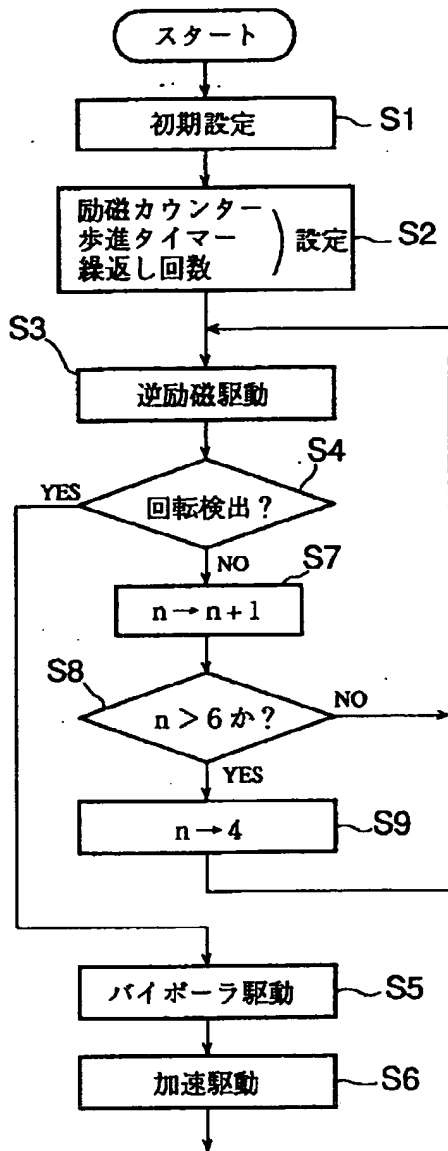 スタート
初期設定
S1
励磁カウンター
歩進タイマー
繰返し回数
) 設定
S2
S3
逆励磁駆動
S4
YES
回転検出？
NO
S7
n→n+1
S8
n＞6か？
NO
YES
n→4
S9
バイポーラ駆動
S5
加速駆動
S6